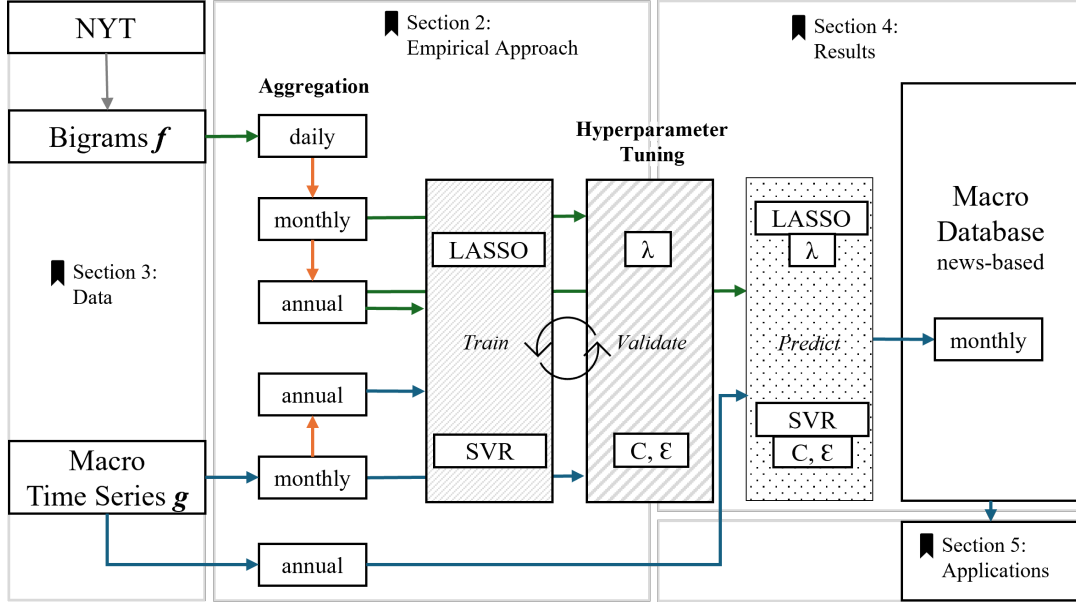 NYT
Bigrams f
Section 3:
Data
Macro
Time Series g
Section 2:
Empirical Approach
Aggregation
daily
monthly
annual
annual
monthly
annual
LASSO
Train
SVR
Hyperparameter
Tuning
λ
Validate
C, ℇ
Section 4:
Results
LASSO
λ
Predict
SVR
C, ℇ
Macro
Database
news-based
monthly
Section 5:
Applications